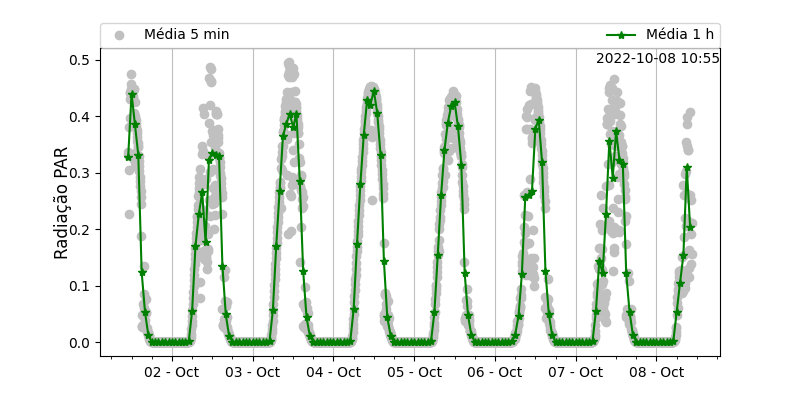 Média 5 min
Média 1 h
2022-10-08 10:55
Radiação PAR
0.5
0.4
0.3
0.2
0.1
0.0
02 - Oct
03 - Oct
04 - Oct
05 - Oct
06 - Oct
07 - Oct
08 - Oct